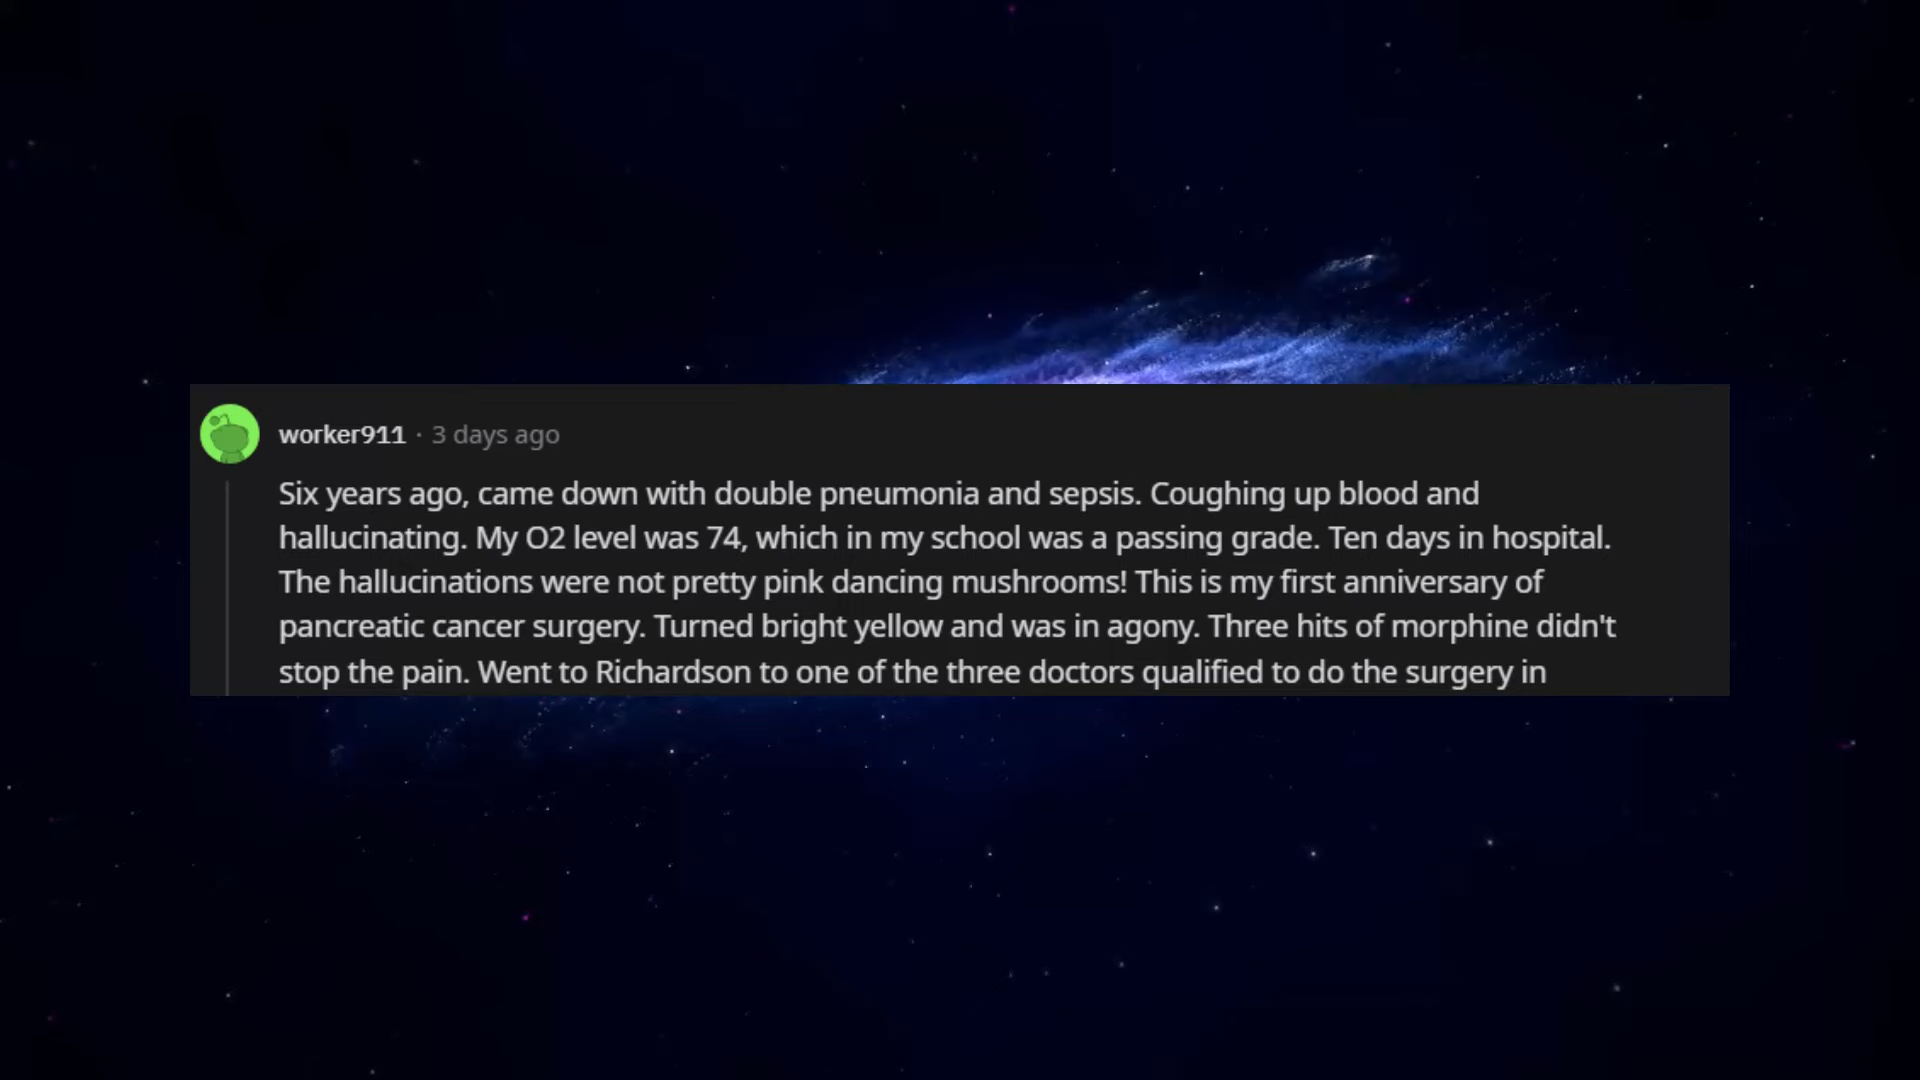 worker911 · 3 days ago
Six years ago, came down with double pneumonia and sepsis. Coughing up blood and
hallucinating. My O2 level was 74, which in my school was a passing grade. Ten days in hospital.
The hallucinations were not pretty pink dancing mushrooms! This is my first anniversary of
pancreatic cancer surgery. Turned bright yellow and was in agony. Three hits of morphine didn't
stop the pain. Went to Richardson to one of the three doctors qualified to do the surgery in